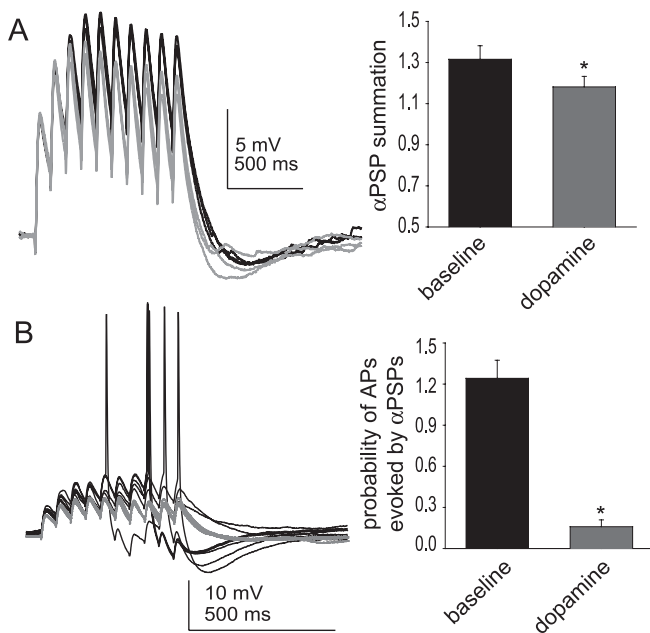 A
5 mV
500 ms
αPSP summation
1.5
1.3
1.1
0.9
0.7
0.5
*
baseline
dopamine
B
10 mV
500 ms
probability of APs
evoked by αPSPs
1.5
1.2
0.9
0.6
0.3
0.0
*
baseline
dopamine